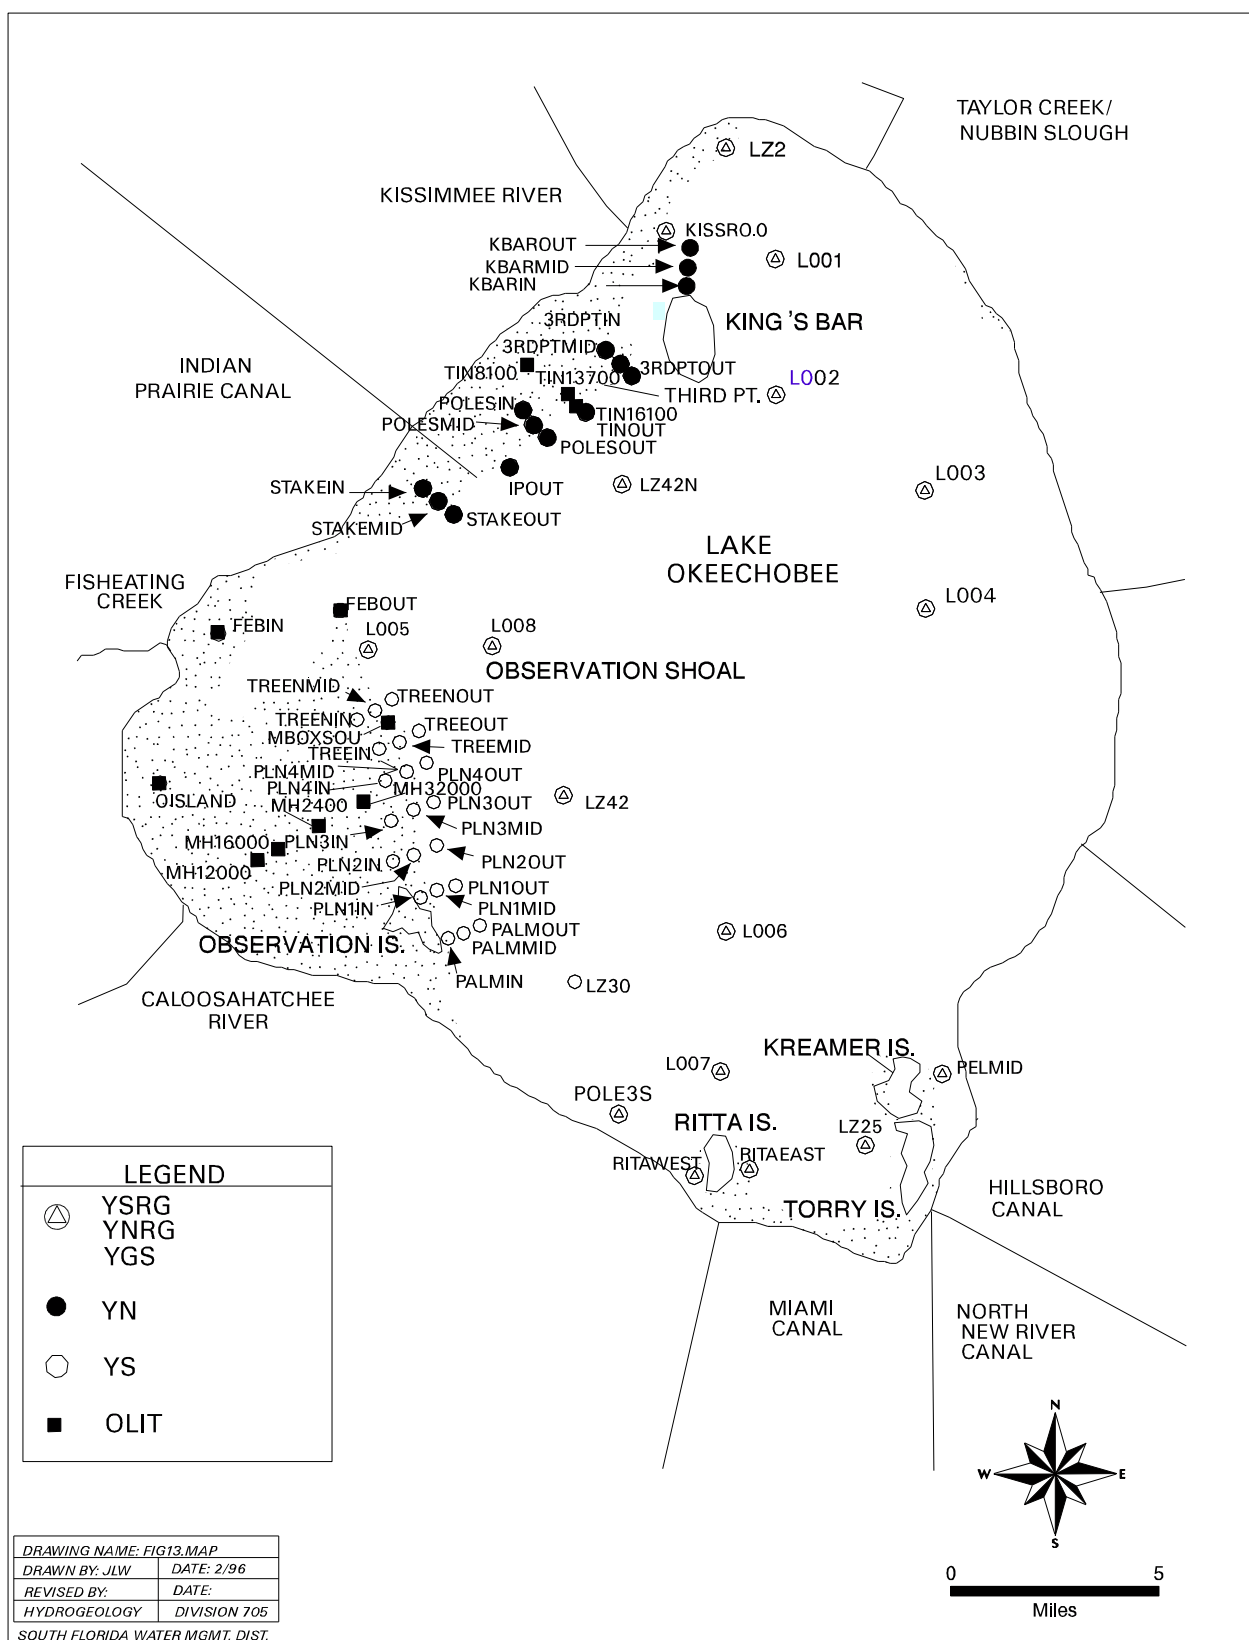 TAYLOR CREEK/
NUBBIN SLOUGH
LZ2
KISSIMMEE RIVER
KISSRO.0
KBAROUT
KBARMID
KBARIN
L001
KING 'S BAR
3RDPTIN
3RDPTMID
3RDPTOUT
INDIAN
PRAIRIE CANAL
TIN8100
TIN13700
THIRD PT.
L002
POLESIN
POLESMID
TIN16100
TINOUT
POLESOUT
STAKEIN
IPOUT
LZ42N
L003
STAKEMID
STAKEOUT
LAKE
OKEECHOBEE
FISHEATING
CREEK
FEBOUT
FEBIN
L004
L005
L008
OBSERVATION SHOAL
TREENMID
TREENOUT
TREENIN
TREEOUT
MBOXSOU
TREEIN
TREEMID
PLN4MID
PLN4OUT
PLN4IN
MH32000
O.ISLAND
MH2400
PLN3OUT
LZ42
PLN3MID
MH16000
PLN3IN
MH12000
PLN2IN
PLN2OUT
PLN2MID
PLN1OUT
PLN1IN
PLN1MID
PALMOUT
L006
OBSERVATION IS.
PALMMID
PALMIN
LZ30
CALOOSAHATCHEE
RIVER
KREAMER IS.
L007
PELMID
POLE3S
RITTA IS.
LZ25
RITAWEST
RITAEAST
TORRY IS.
HILLSBORO
CANAL
LEGEND
YSRG
YNRG
YGS
YN
YS
OLIT
MIAMI
CANAL
NORTH
NEW RIVER
CANAL
N
W
E
S
0 5
Miles
DRAWING NAME: FIG13.MAP
DRAWN BY: JLW DATE: 2/96
REVISED BY: DATE:
HYDROGEOLOGY DIVISION 705
SOUTH FLORIDA WATER MGMT. DIST.